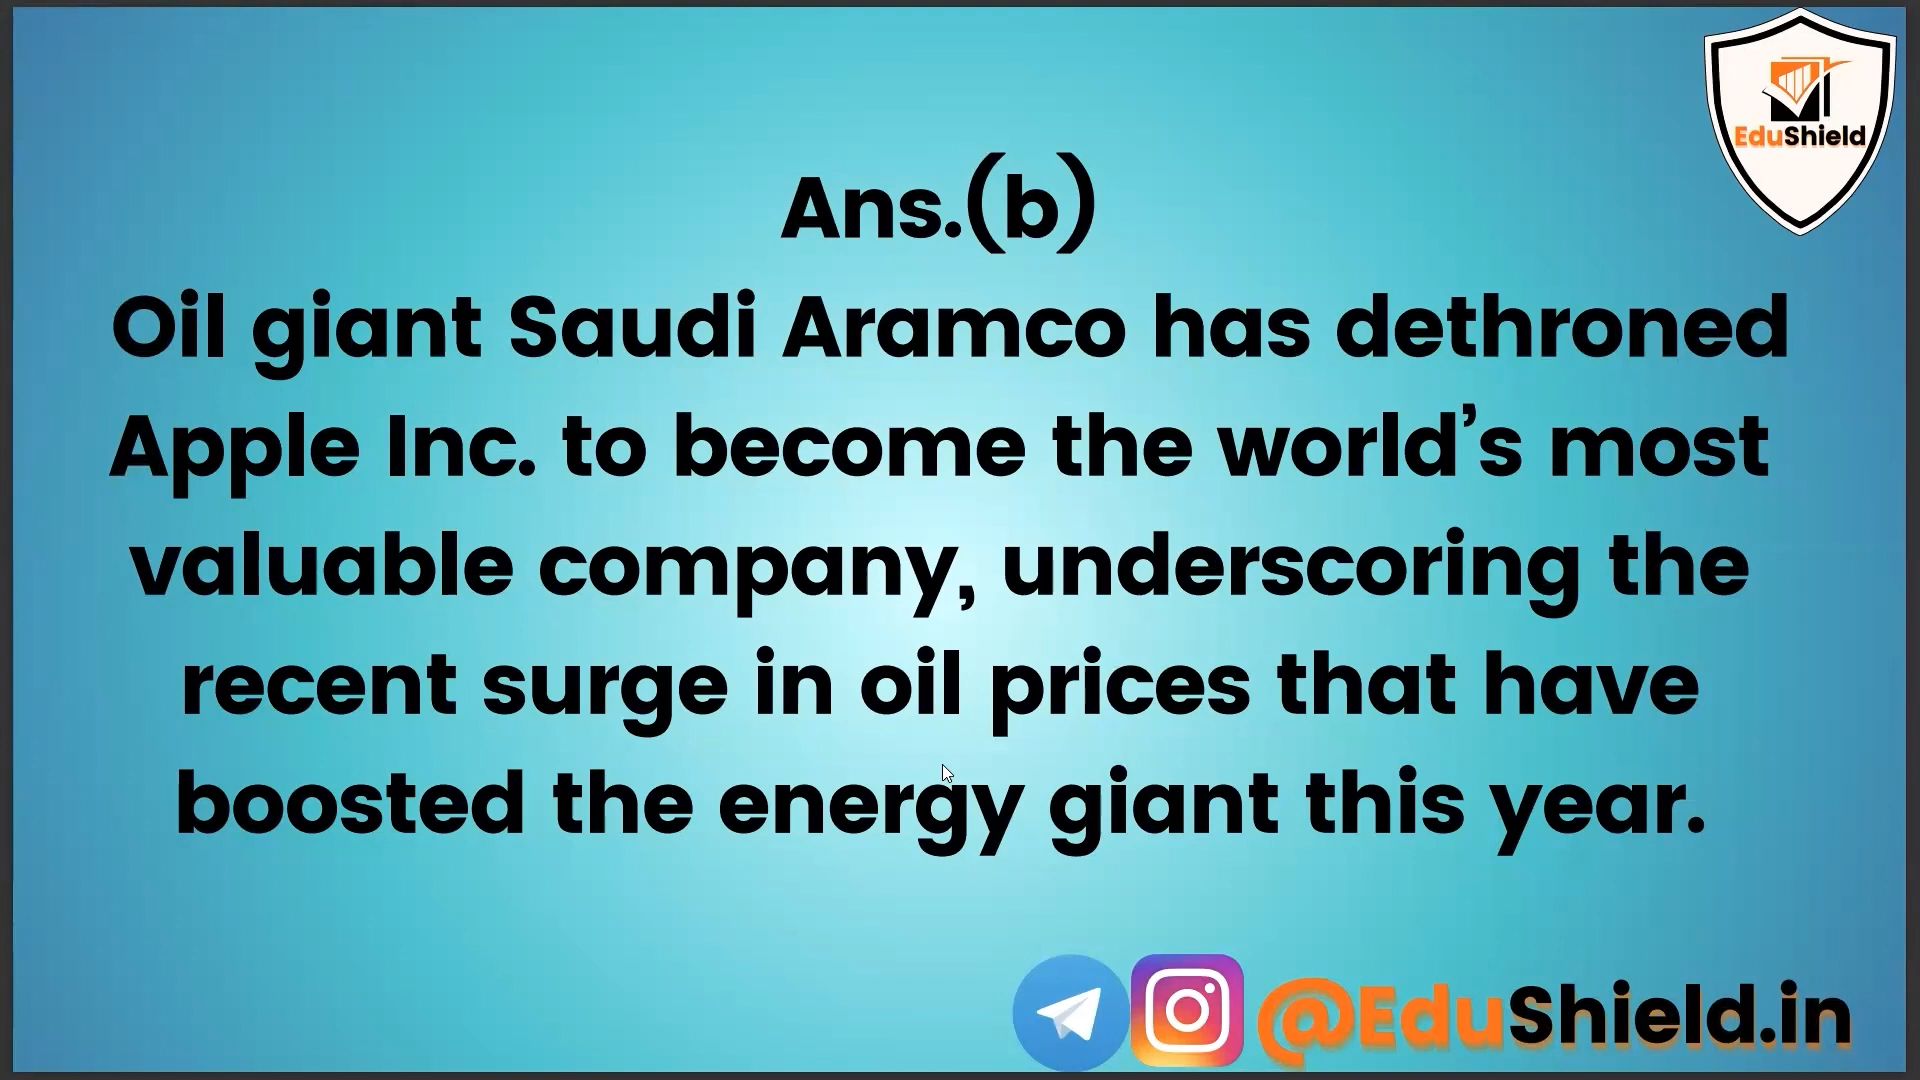 EduShield
Ans.(b)
Oil giant Saudi Aramco has dethroned
Apple Inc. to become the world’s most
valuable company, underscoring the
recent surge in oil prices that have
boosted the energy giant this year.
@EduShield.in